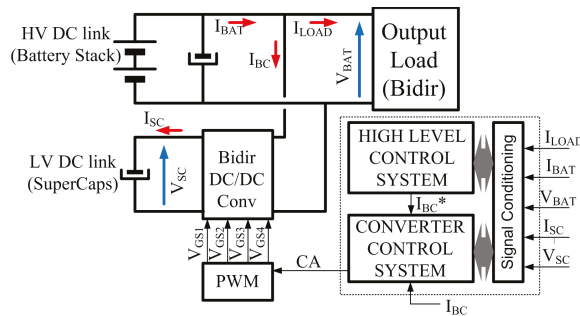 HV DC link
(Battery Stack)
I_BAT
I_BC
I_LOAD
V_BAT
Output
Load
(Bidir)
I_SC
LV DC link
(SuperCaps)
V_SC
Bidir
DC/DC
Conv
V_GS1
V_GS2
V_GS3
V_GS4
PWM
CA
HIGH LEVEL
CONTROL
SYSTEM
I_BC*
CONVERTER
CONTROL
SYSTEM
I_BC
Signal Conditioning
I_LOAD
I_BAT
V_BAT
I_SC
V_SC